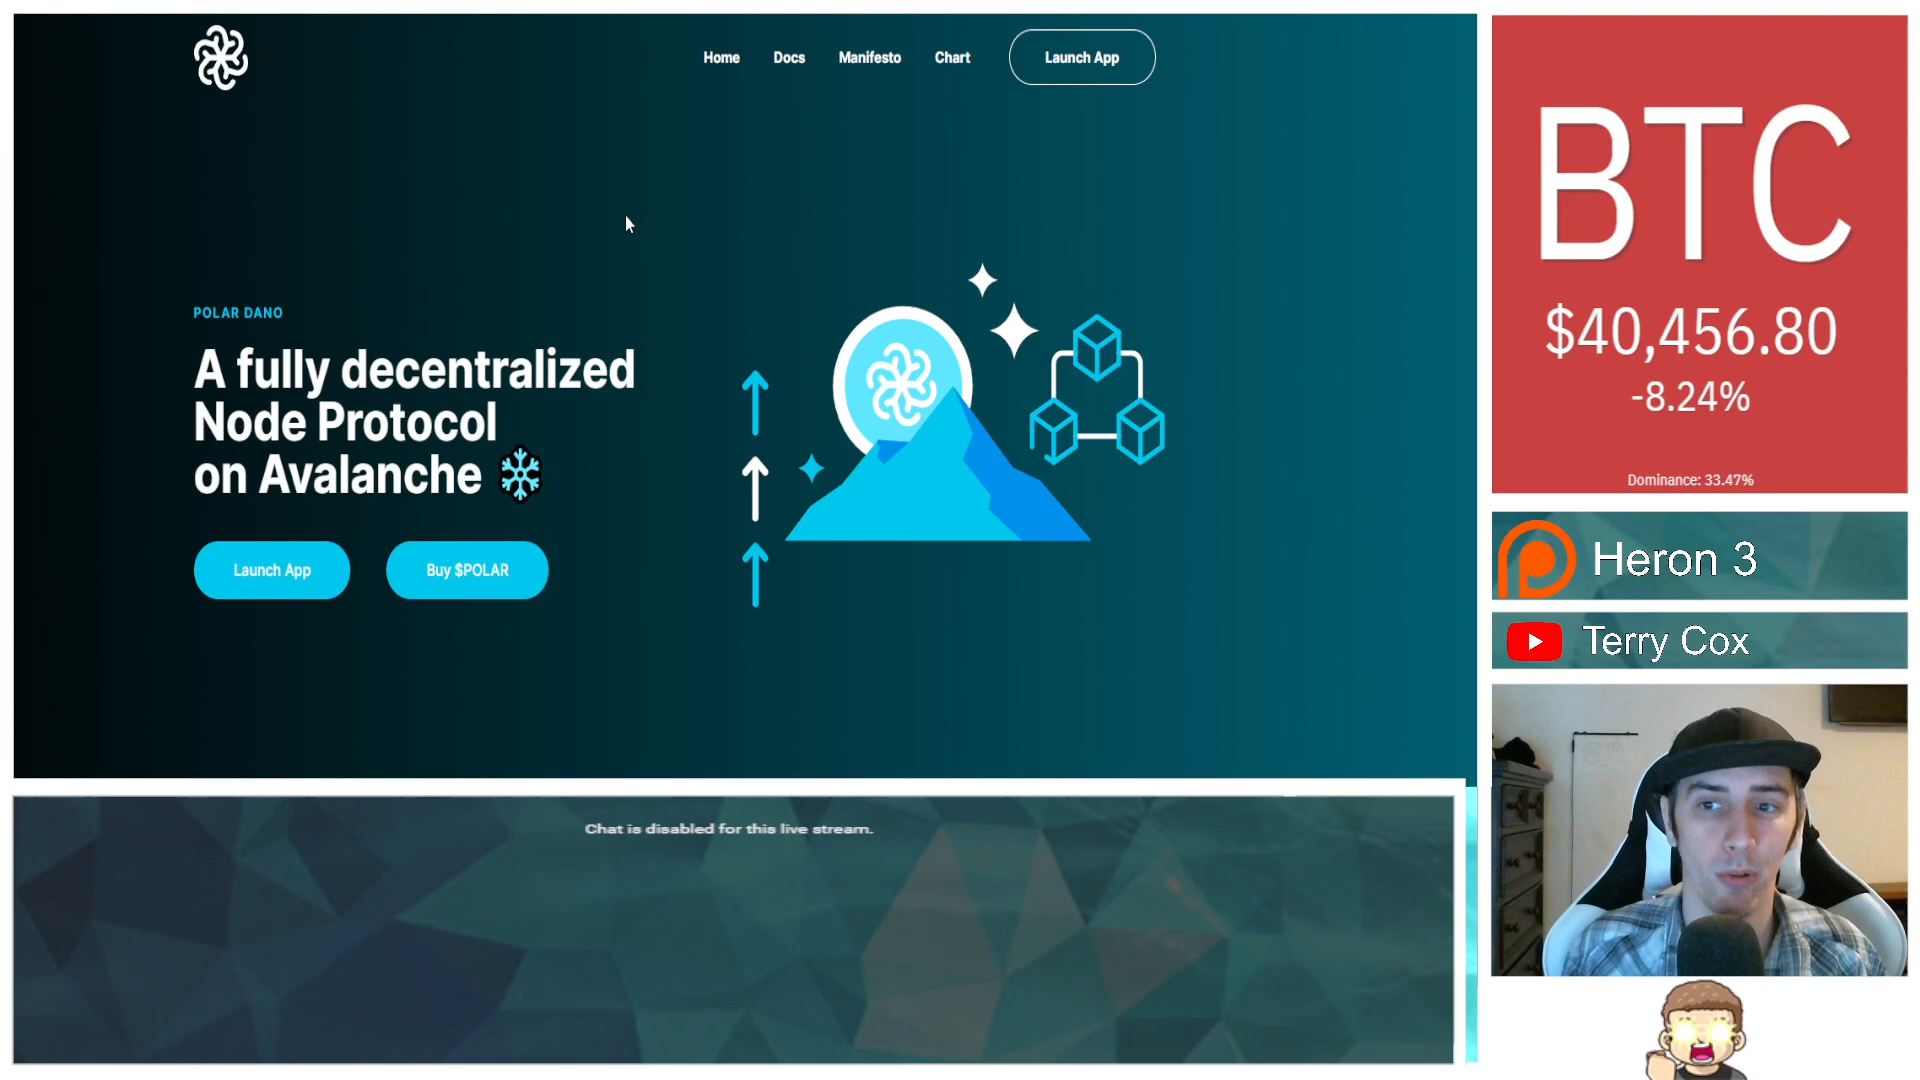 Home Docs Manifesto Chart Launch App
POLAR DANO
A fully decentralized
Node Protocol
on Avalanche
Launch App Buy $POLAR
Chat is disabled for this live stream.
BTC
$40,456.80
-8.24%
Dominance: 33.47%
Heron 3
Terry Cox